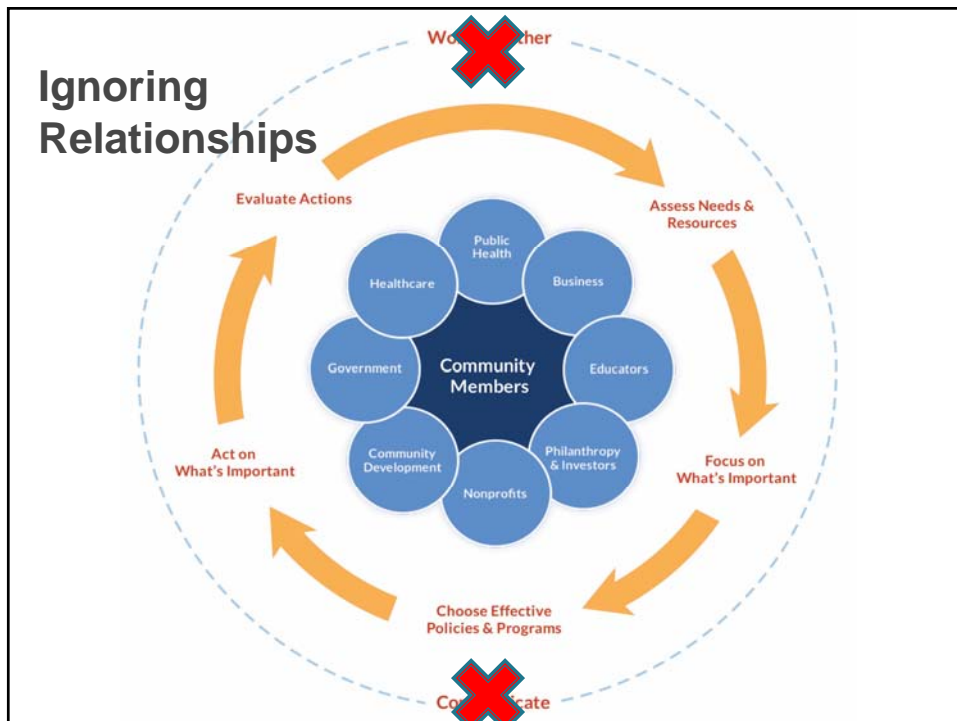 Ignoring
Relationships
Evaluate Actions
Assess Needs &
Resources
Public
Health
Healthcare
Business
Government
Community
Members
Educators
Community
Development
Philanthropy
& Investors
Nonprofits
Act on
What's Important
Focus on
What's Important
Choose Effective
Policies & Programs